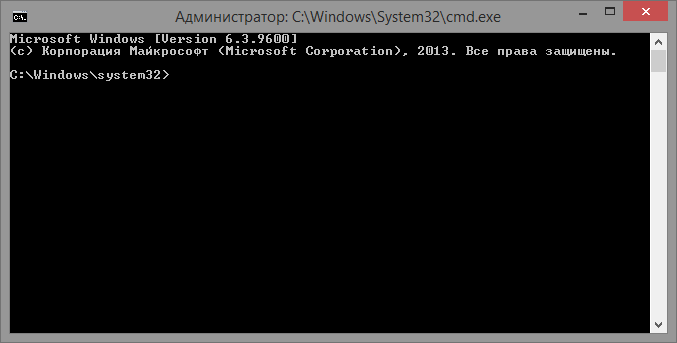 Администратор: C:\Windows\System32\cmd.exe
Microsoft Windows [Version 6.3.9600]
(c) Корпорация Майкрософт (Microsoft Corporation), 2013. Все права защищены.
C:\Windows\system32>